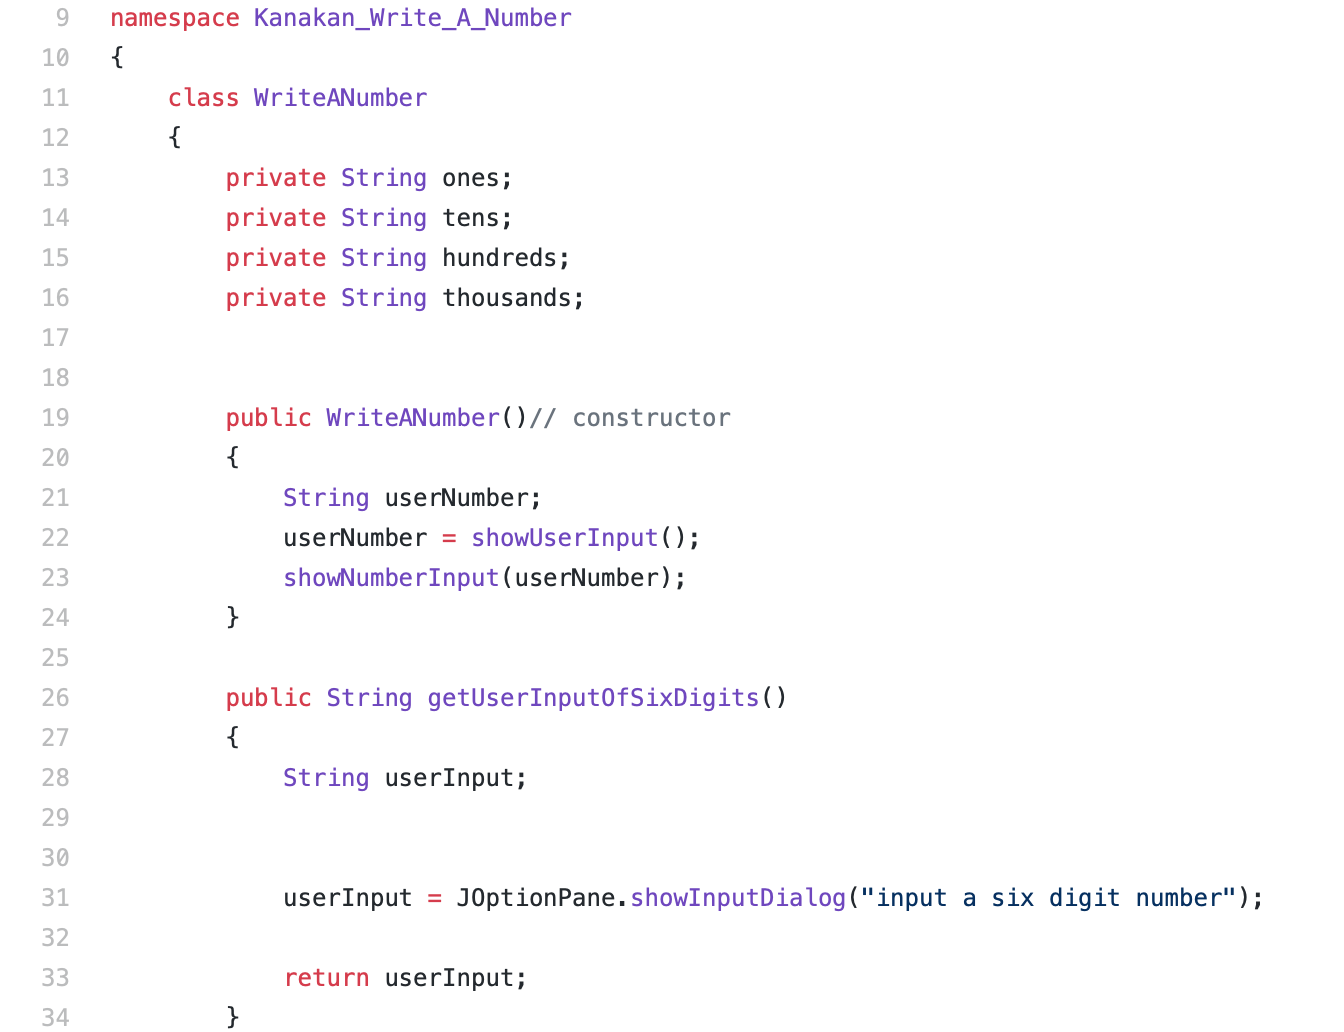 9 namespace Kanakan_Write_A_Number
10 {
11 class WriteANumber
12 {
13 private String ones;
14 private String tens;
15 private String hundreds;
16 private String thousands;
17
18
19 public WriteANumber()// constructor
20 {
21 String userNumber;
22 userNumber = showUserInput();
23 showNumberInput(userNumber);
24 }
25
26 public String getUserInputOfSixDigits()
27 {
28 String userInput;
29
30
31 userInput = JOptionPane.showInputDialog("input a six digit number");
32
33 return userInput;
34 }